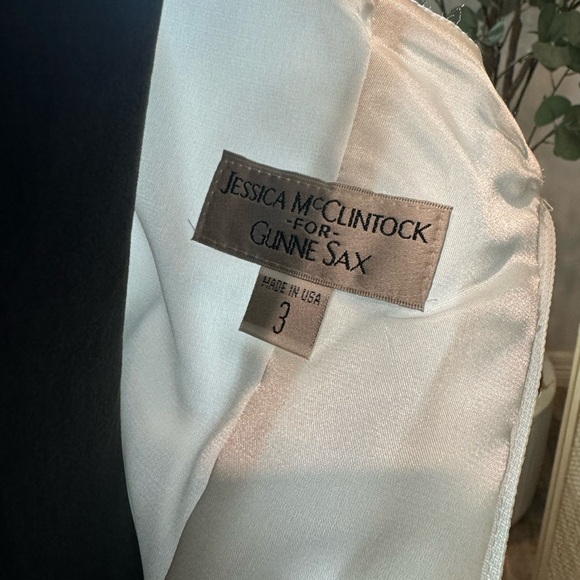 JESSICA MCCLINTOCK
-FOR-
GUNNE SAX
MADE IN USA
3